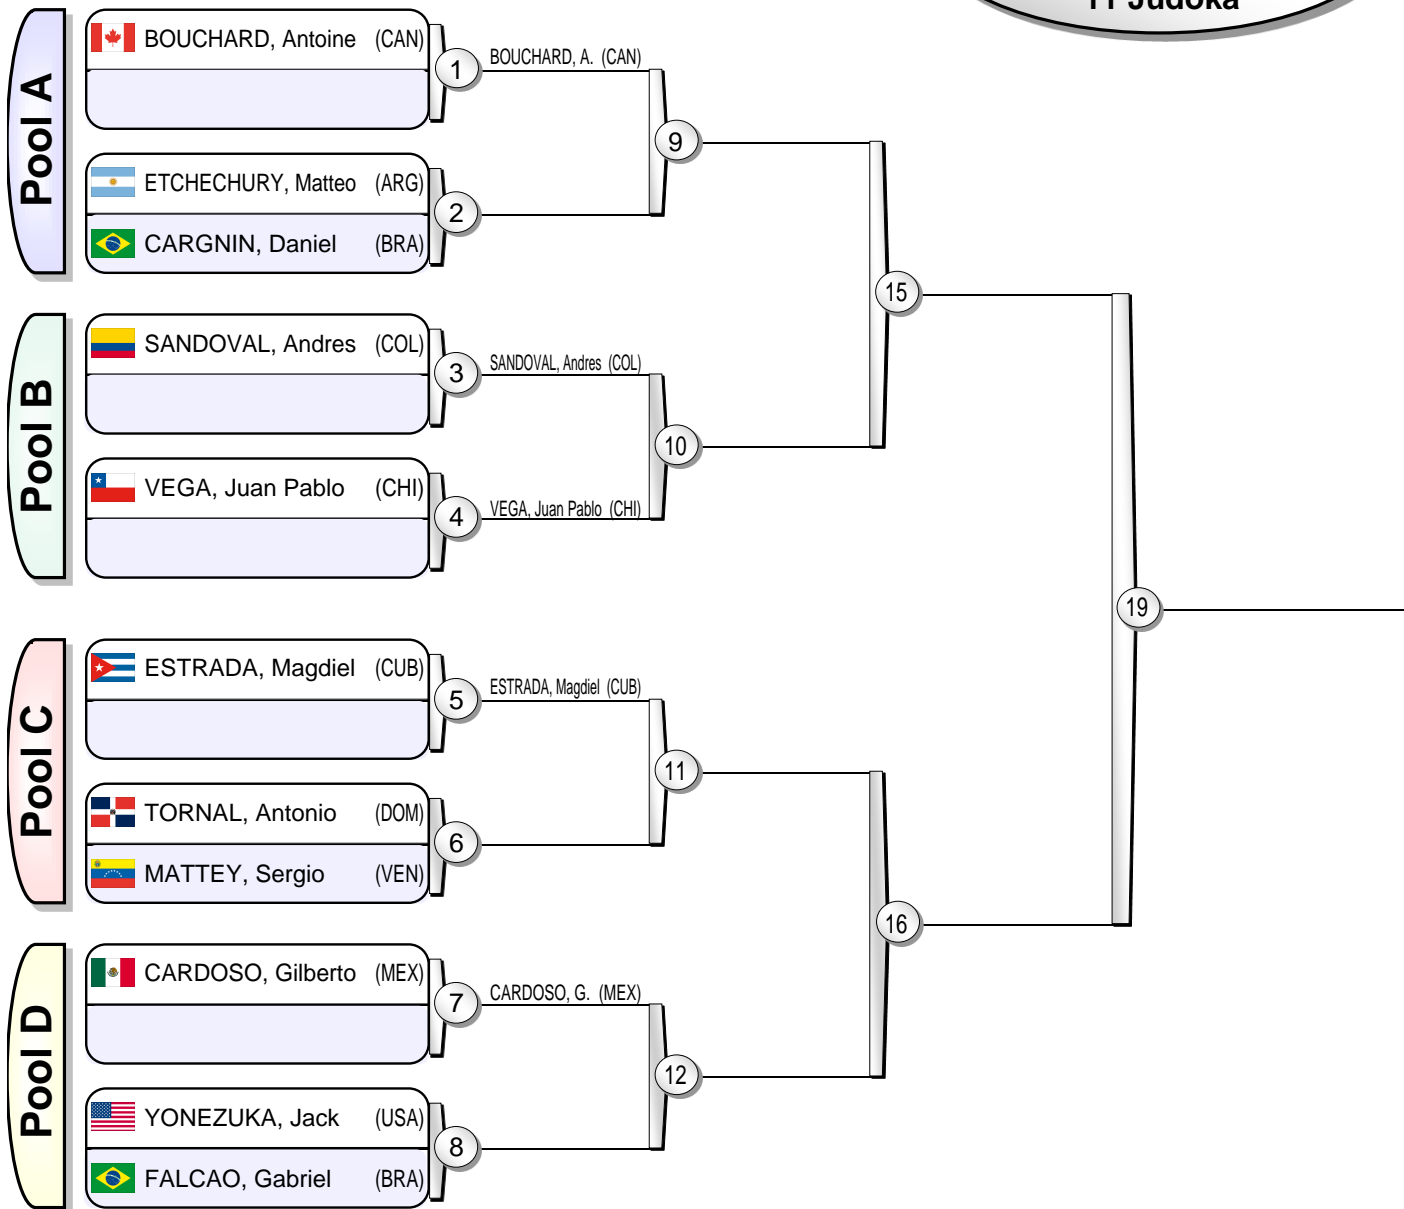 11 Judoka
Pool A
BOUCHARD, Antoine (CAN)
1
BOUCHARD, A. (CAN)
9
ETCHECHURY, Matteo (ARG)
2
CARGNIN, Daniel (BRA)
15
Pool B
SANDOVAL, Andres (COL)
3
SANDOVAL, Andres (COL)
10
VEGA, Juan Pablo (CHI)
4
VEGA, Juan Pablo (CHI)
19
Pool C
ESTRADA, Magdiel (CUB)
5
ESTRADA, Magdiel (CUB)
11
TORNAL, Antonio (DOM)
6
MATTEY, Sergio (VEN)
16
Pool D
CARDOSO, Gilberto (MEX)
7
CARDOSO, G. (MEX)
12
YONEZUKA, Jack (USA)
8
FALCAO, Gabriel (BRA)